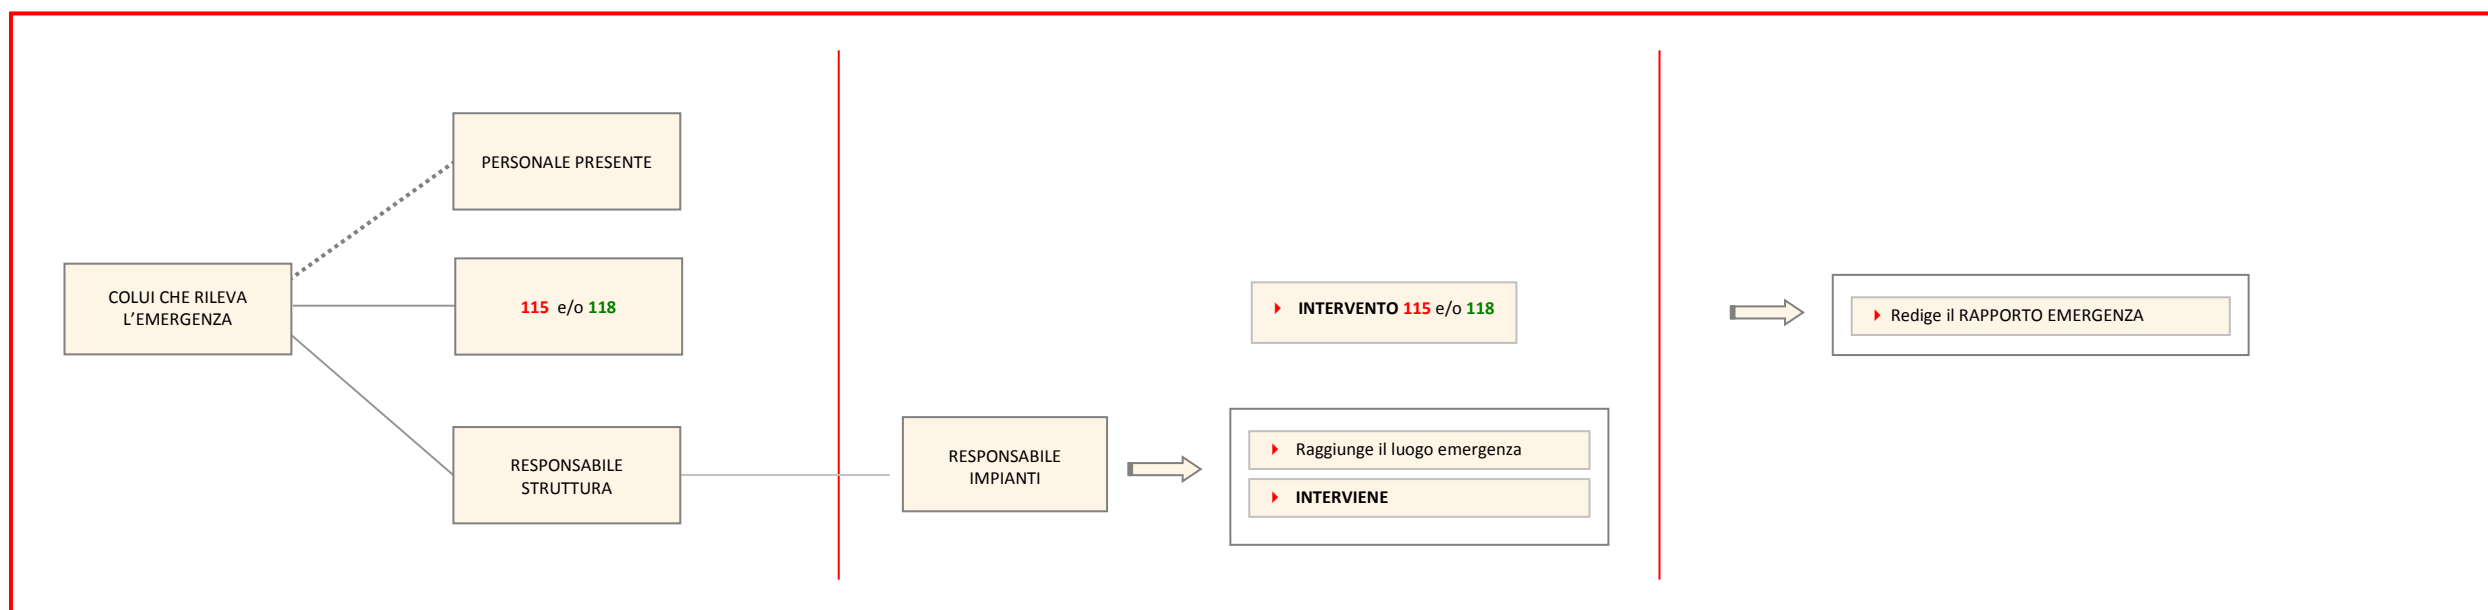 PERSONALE PRESENTE
COLUI CHE RILEVA
L’EMERGENZA
115 e/o 118
RESPONSABILE
STRUTTURA
INTERVENTO 115 e/o 118
RESPONSABILE
IMPIANTI
Raggiunge il luogo emergenza
INTERVIENE
Redige il RAPPORTO EMERGENZA